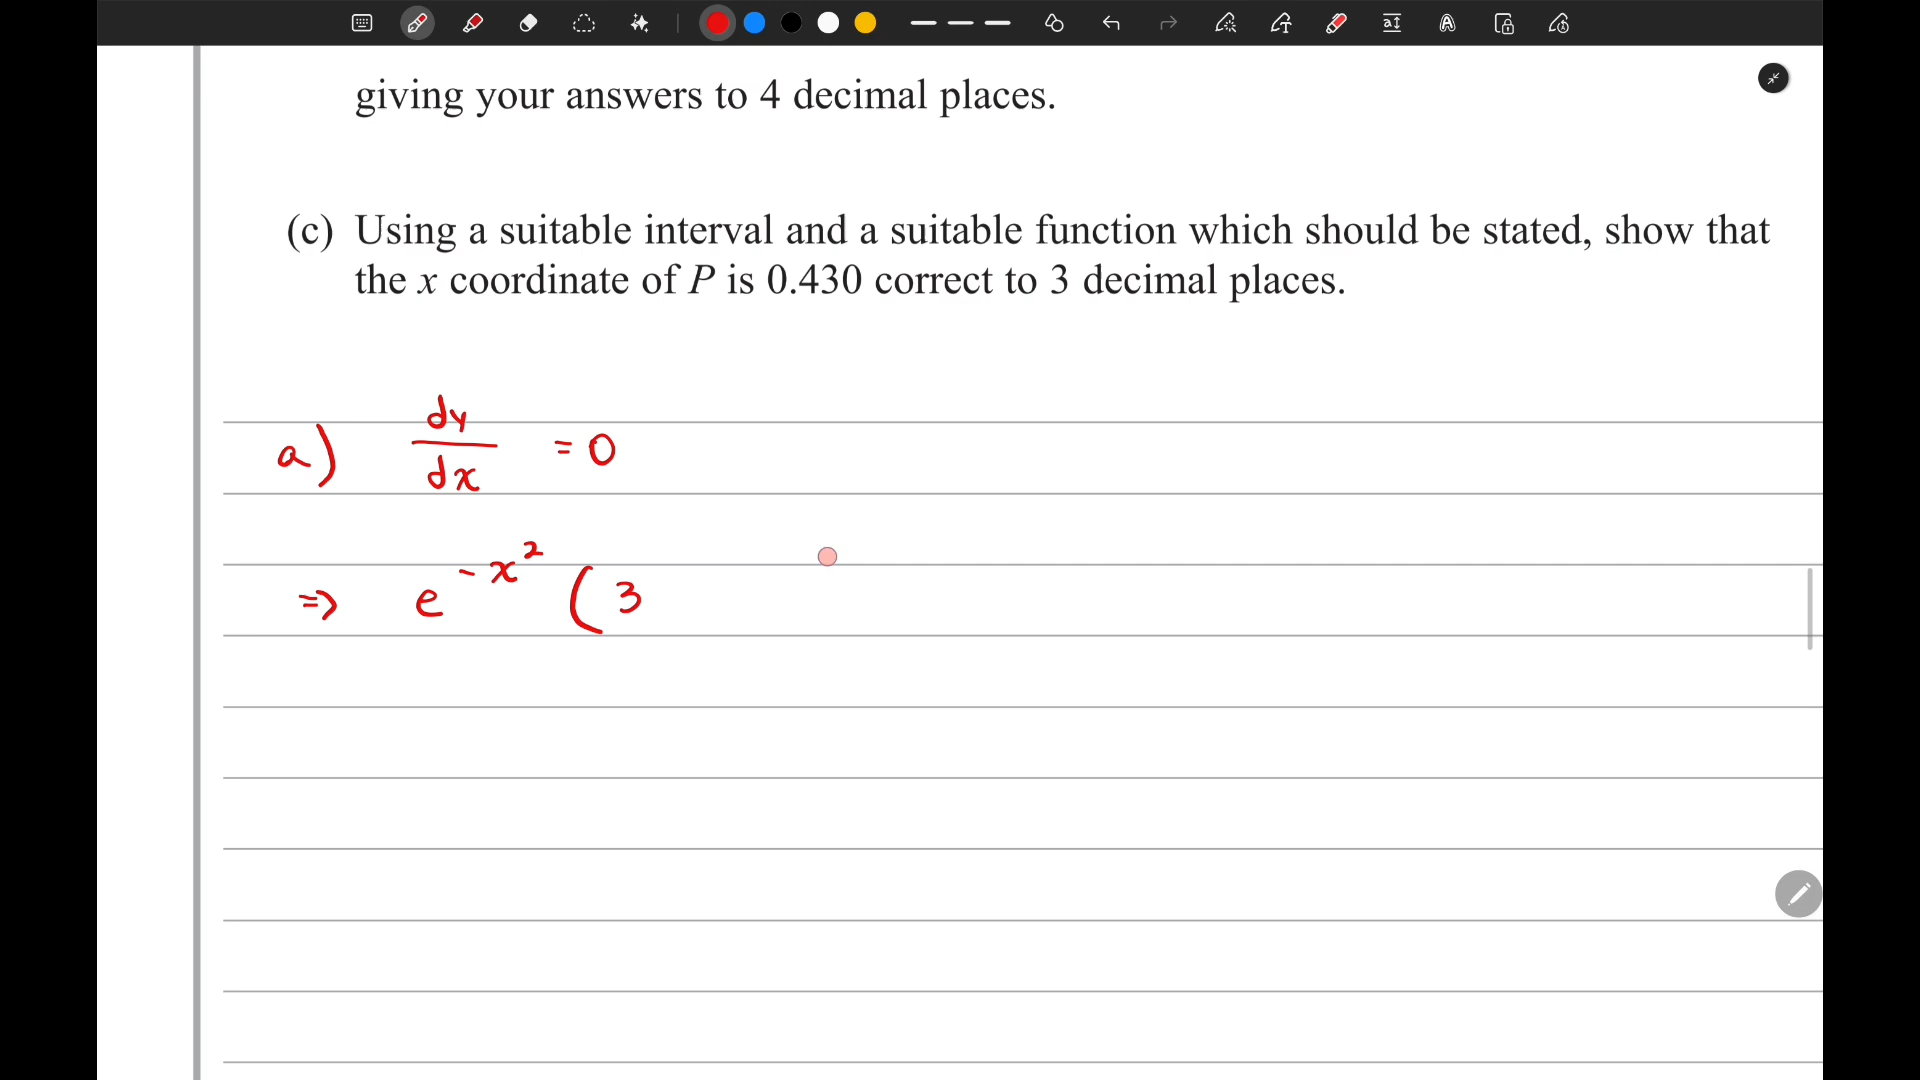 giving your answers to 4 decimal places.
(c) Using a suitable interval and a suitable function which should be stated, show that
the x coordinate of P is 0.430 correct to 3 decimal places.
a) dy/dx = 0
⇒ e^-x² (3